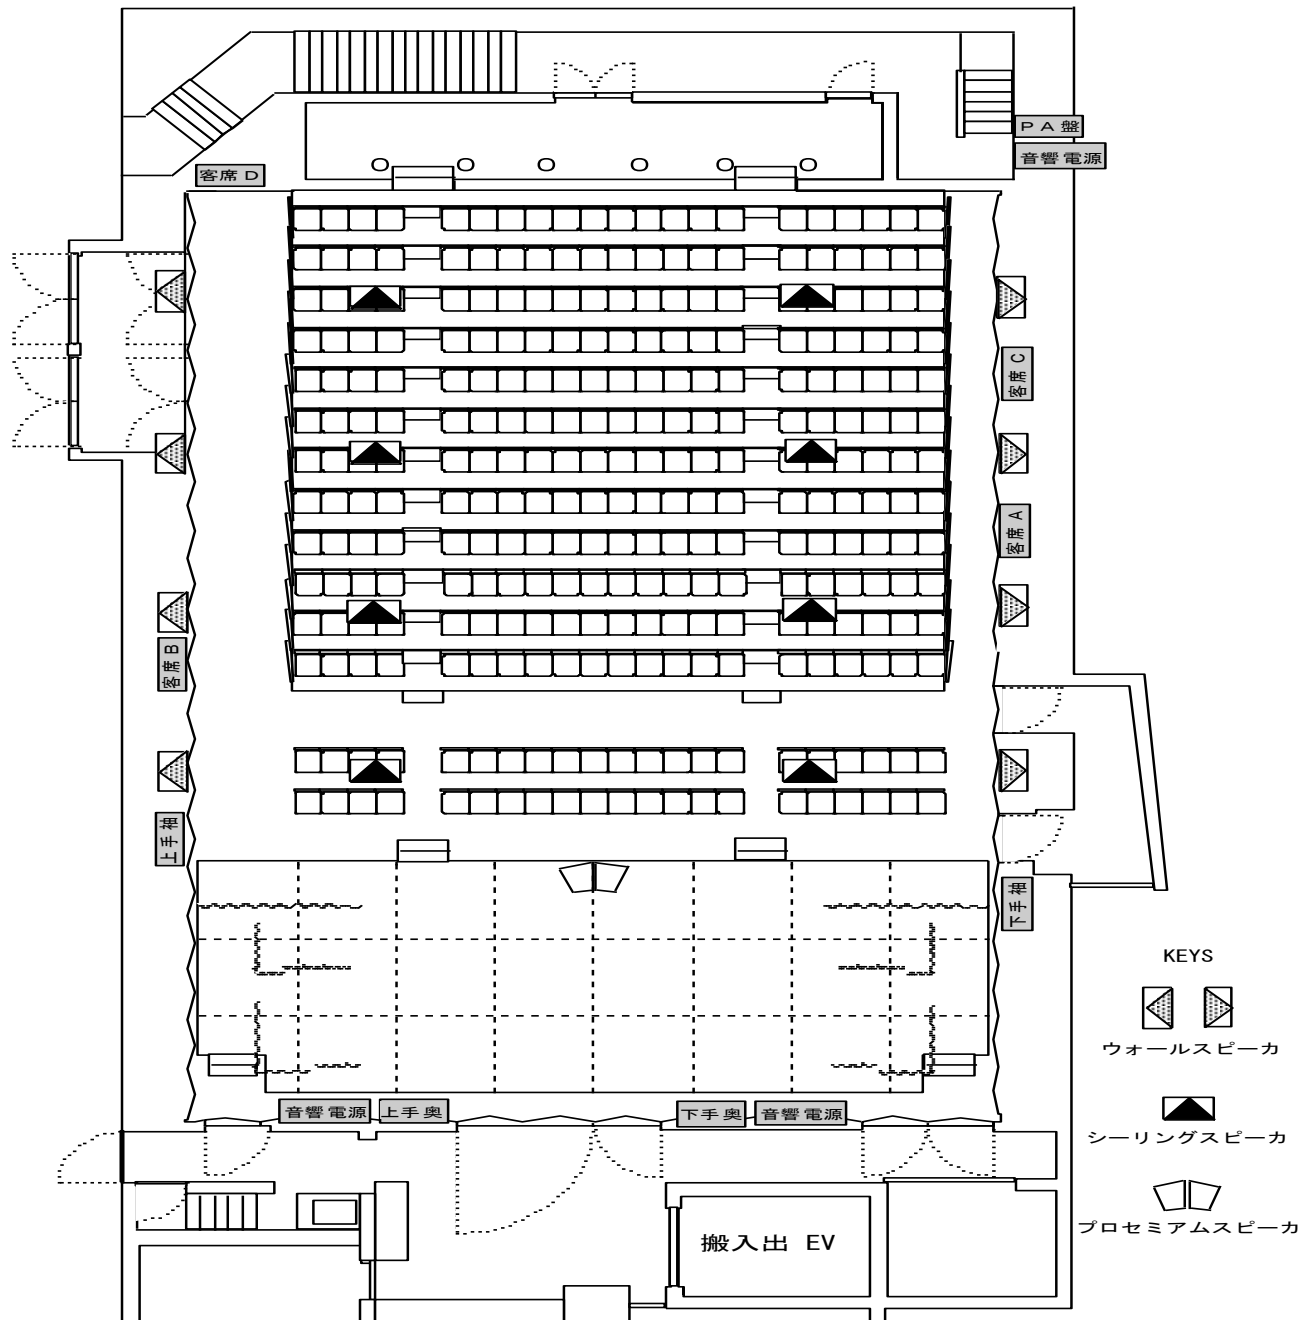 PA盤
音響電源
客席D
客席C
客席A
客席B
上手袖
下手袖
KEYS
ウォールスピーカ
シーリングスピーカ
プロセミアムスピーカ
音響電源
上手奥
下手奥
音響電源
搬入出 EV